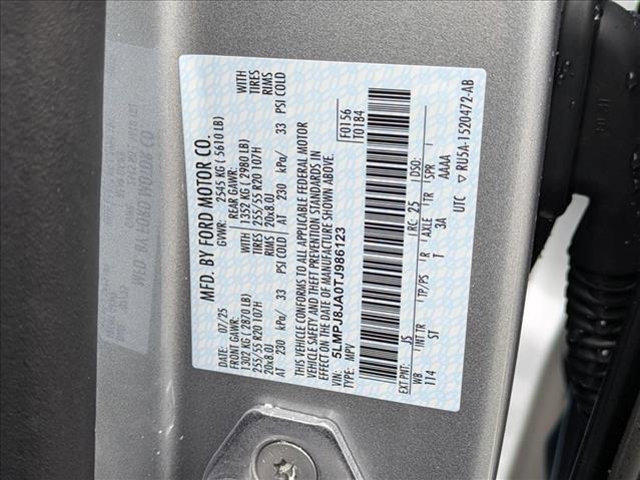 MFD. BY FORD MOTOR CO.
DATE: 07/25 GVWR: 2545 KG ( 5610 LB)
FRONT GAWR: REAR GAWR: WITH
1302 KG ( 2870 LB) WITH 1352 KG ( 2980 LB) TIRES
255/55 R20 107H TIRES 255/55 R20 107H RIMS
20x8.0J RIMS 20x8.0J
AT 230 kPa/ 33 PSI COLD AT 230 kPa/ 33 PSI COLD
THIS VEHICLE CONFORMS TO ALL APPLICABLE FEDERAL MOTOR
VEHICLE SAFETY AND THEFT PREVENTION STANDARDS IN
EFFECT ON THE DATE OF MANUFACTURE SHOWN ABOVE.
VIN: 5LMPJ8JA0TJ986123
TYPE: MPV
F0156
T0184
EXT PNT: JS RC: 25 DSO:
WB INT TR TP/PS R AXLE TR SPR
114 ST T 3A AAAA
UTC RU5A-1520472-AB